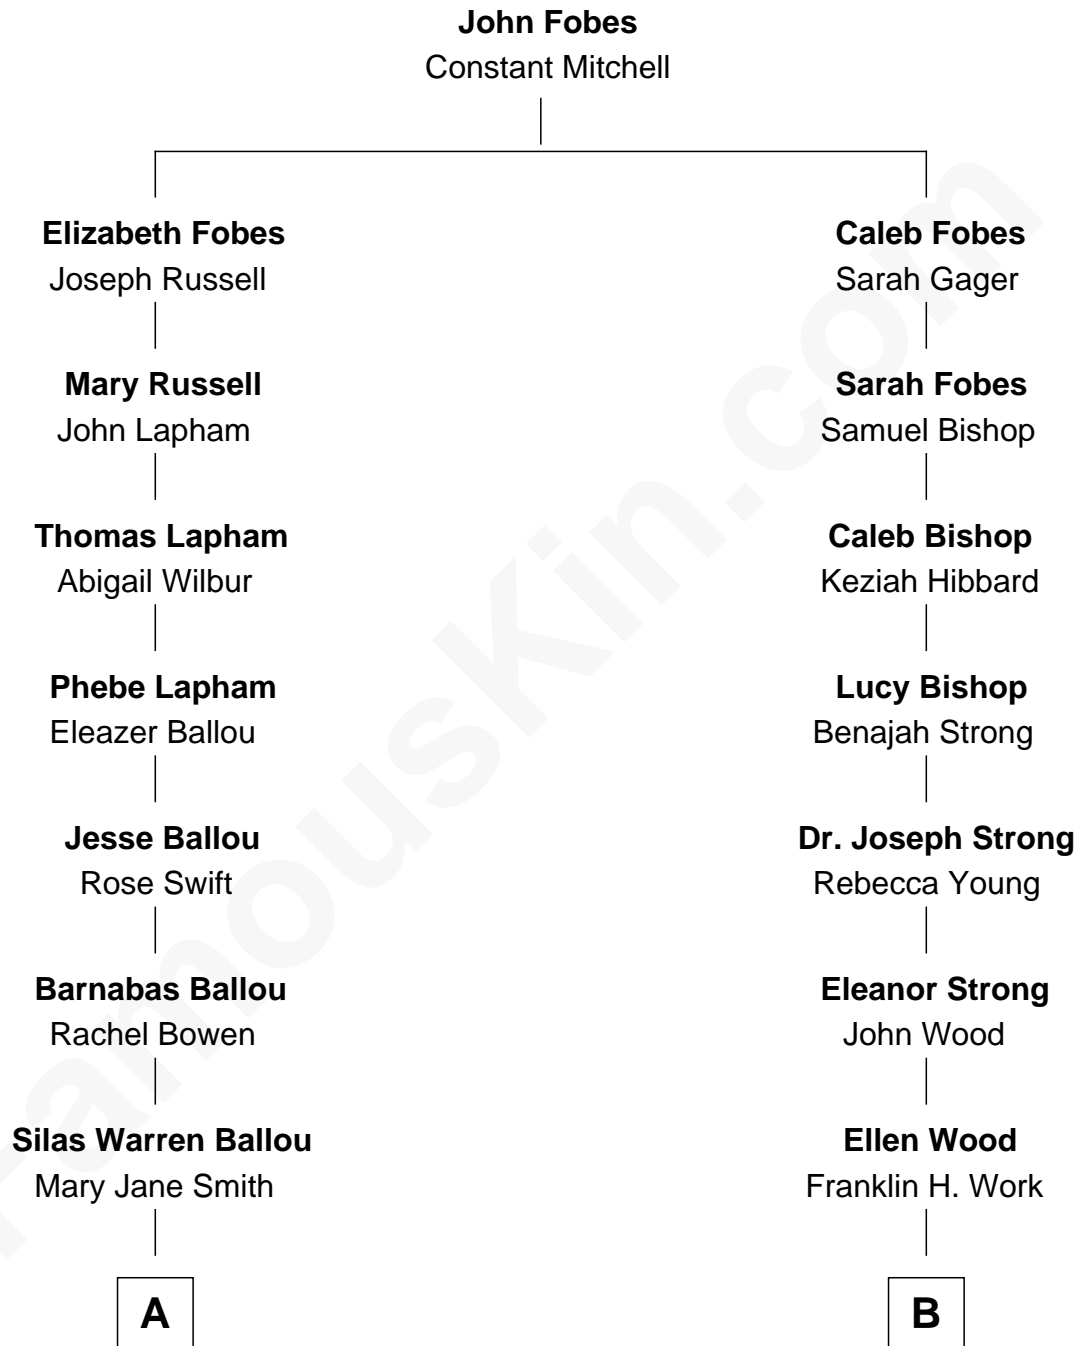 John Fobes
Constant Mitchell
Elizabeth Fobes
Joseph Russell
Caleb Fobes
Sarah Gager
Mary Russell
John Lapham
Sarah Fobes
Samuel Bishop
Thomas Lapham
Abigail Wilbur
Caleb Bishop
Keziah Hibbard
Phebe Lapham
Eleazer Ballou
Lucy Bishop
Benajah Strong
Jesse Ballou
Rose Swift
Dr. Joseph Strong
Rebecca Young
Barnabas Ballou
Rachel Bowen
Eleanor Strong
John Wood
Silas Warren Ballou
Mary Jane Smith
Ellen Wood
Franklin H. Work
A
B
FamousKin.com